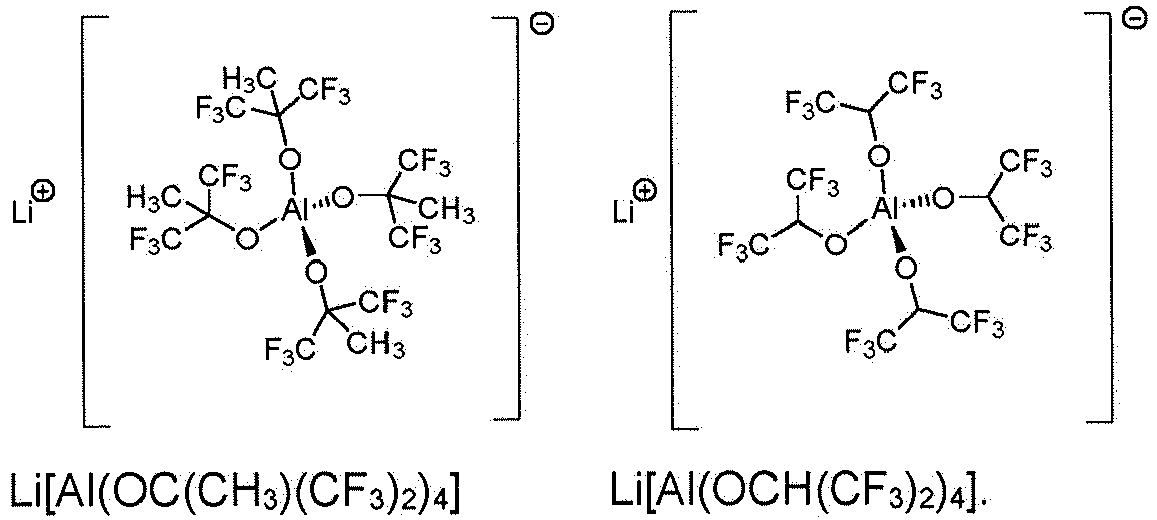 H₃C CF₃
F₃C
O
CF₃
H₃C
F₃C O
Al
O CF₃
CH₃
CF₃
O
CF₃
F₃C CH₃
Li⊕
⊖
CF₃
F₃C
O
CF₃
F₃C O
Al
O CF₃
CF₃
O
F₃C CF₃
Li⊕
⊖
Li[Al(OC(CH₃)(CF₃)₂)₄]
Li[Al(OCH(CF₃)₂)₄].